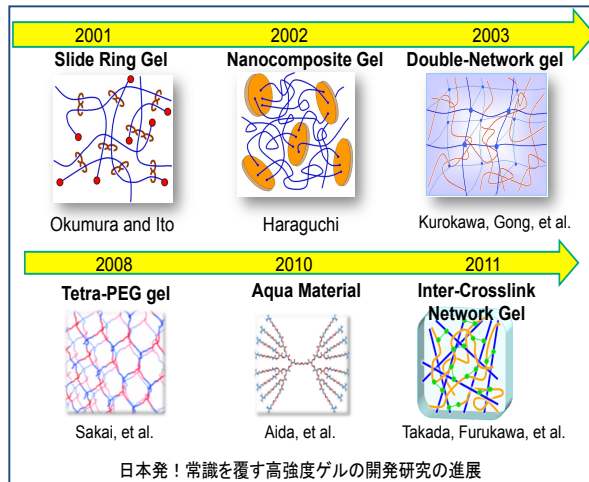 2001 2002 2003
Slide Ring Gel Nanocomposite Gel Double-Network gel
Okumura and Ito Haraguchi Kurokawa, Gong, et al.
2008 2010 2011
Tetra-PEG gel Aqua Material Inter-Crosslink
Network Gel
Sakai, et al. Aida, et al. Takada, Furukawa, et al.
日本発！常識を覆す高強度ゲルの開発研究の進展